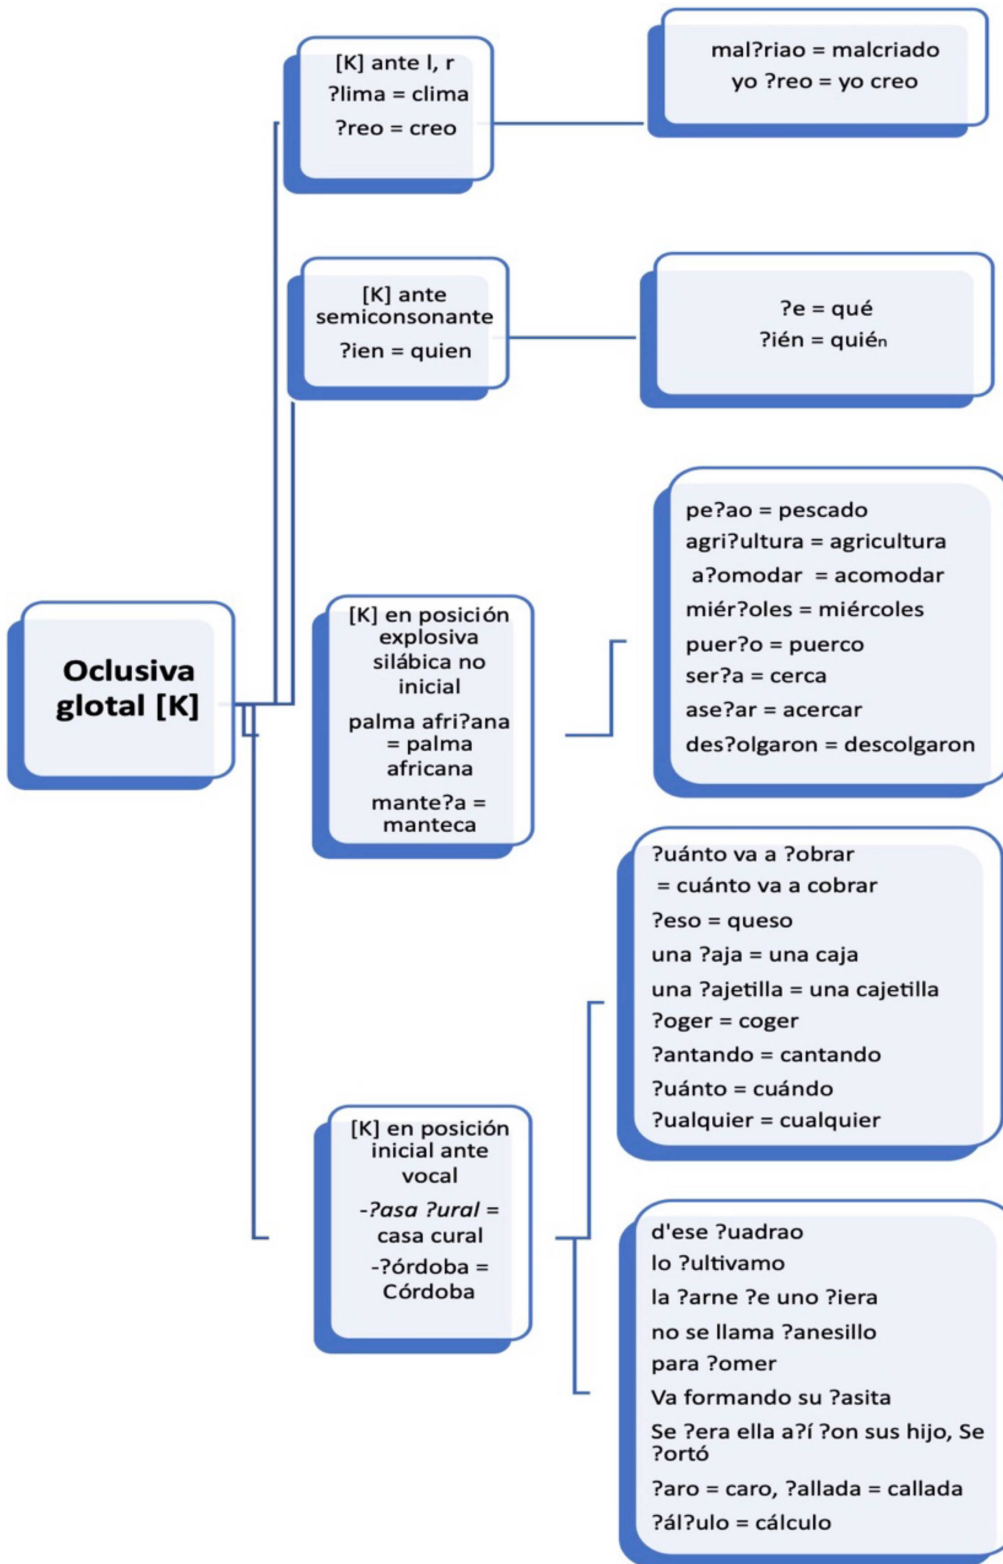 Oclusiva
glotal [K]
[K] ante l, r
?lima = clima
?reo = creo
mal?riao = malcriado
yo ?reo = yo creo
[K] ante
semiconsonante
?ien = quien
?e = qué
?ién = quién
[K] en posición
explosiva
silábica no
inicial
palma afri?ana
= palma
africana
mante?a =
manteca
pe?ao = pescado
agri?ultura = agricultura
a?omodar = acomodar
miér?oles = miércoles
puer?o = puerco
ser?a = cerca
ase?ar = acercar
des?olgaron = descolgaron
[K] en posición
inicial ante
vocal
-?asa ?ural =
casa cural
-?órdoba =
Córdoba
?uánto va a ?obrar
= cuánto va a cobrar
?eso = queso
una ?aja = una caja
una ?ajetilla = una cajetilla
?oger = coger
?antando = cantando
?uánto = cuándo
?ualquier = cualquier
d'ese ?uadrao
lo ?ultivamo
la ?arne ?e uno ?iera
no se llama ?anesillo
para ?omer
Va formando su ?asita
Se ?era ella a?í ?on sus hijo, Se
?ortó
?aro = caro, ?allada = callada
?ál?ulo = cálculo